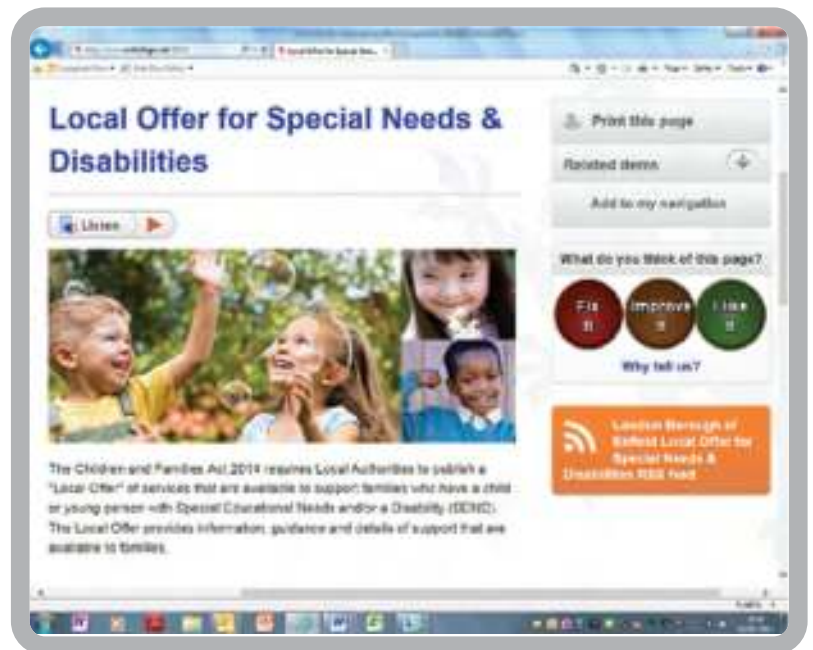 Local Offer for Special Needs &
Disabilities
Listen
Print this page
Related items
Add to my navigation
What do you think of this page?
Fix
it
Improve
it
I like
it
Why tell us?
London Borough of
Enfield Local Offer for
Special Needs &
Disabilities RSS feed
The Children and Families Act 2014 requires Local Authorities to publish a
"Local Offer" of services that are available to support families who have a child
or young person with Special Educational Needs and/or a Disability (SEND).
The Local Offer provides information, guidance and details of support that are
available to families.